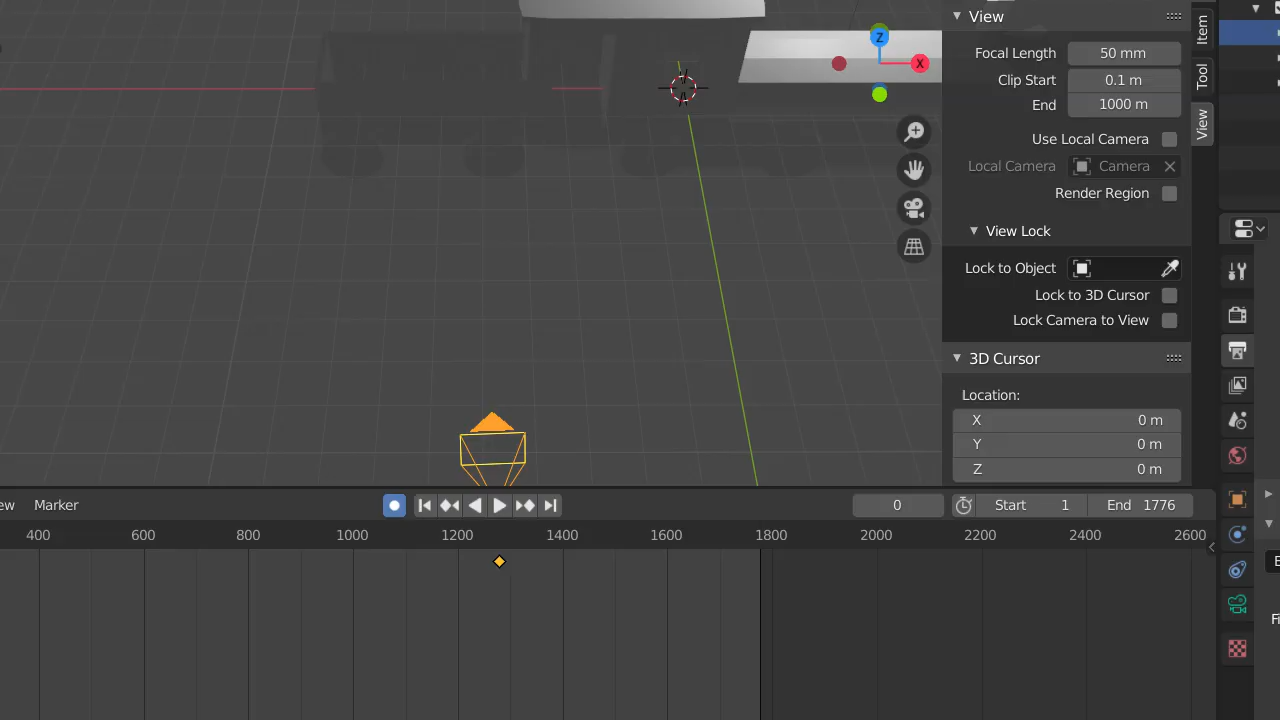 View
Item
Z
Focal Length 50 mm
X
Clip Start 0.1 m
Tool
End 1000 m
View
Use Local Camera
Local Camera Camera
Render Region
View Lock
Lock to Object
Lock to 3D Cursor
Lock Camera to View
3D Cursor
Location:
X 0 m
Y 0 m
Z 0 m
ew Marker 0 Start 1 End 1776
400 600 800 1000 1200 1400 1600 1800 2000 2200 2400 2600
E
Fi